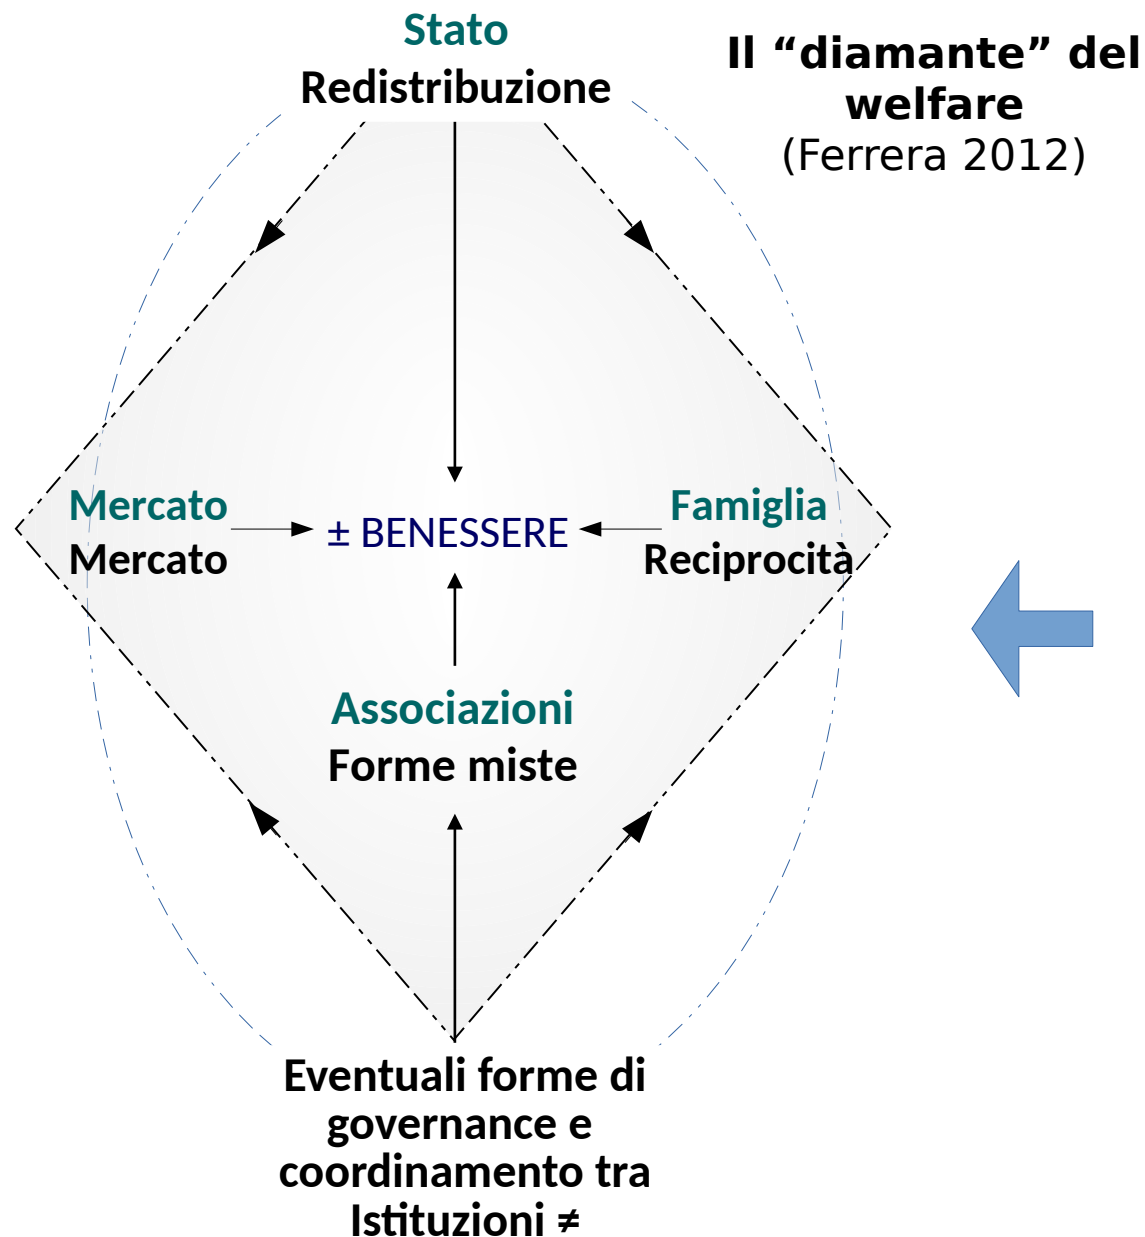 Stato
Redistribuzione
Il “diamante” del
welfare
(Ferrera 2012)
Mercato
Mercato
± BENESSERE
Famiglia
Reciprocità
Associazioni
Forme miste
Eventuali forme di
governance e
coordinamento tra
Istituzioni ≠